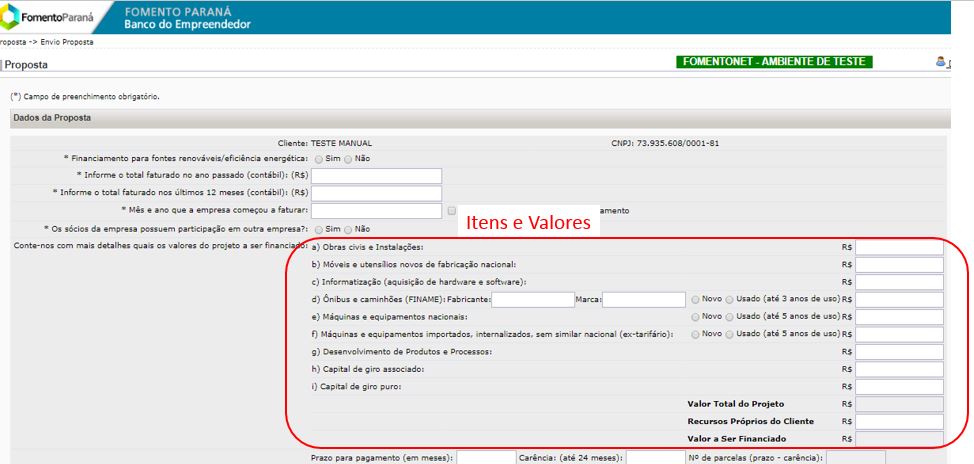 FomentoParaná
FOMENTO PARANÁ
Banco do Empreendedor
roposta -> Envio Proposta
Proposta
FOMENTONET - AMBIENTE DE TESTE
(*) Campo de preenchimento obrigatório.
Dados da Proposta
Cliente: TESTE MANUAL CNPJ: 73.935.608/0001-81
* Financiamento para fontes renováveis/eficiência energética: Sim Não
* Informe o total faturado no ano passado (contábil): (R$)
* Informe o total faturado nos últimos 12 meses (contábil): (R$)
* Mês e ano que a empresa começou a faturar: amento
Itens e Valores
* Os sócios da empresa possuem participação em outra empresa?: Sim Não
Conte-nos com mais detalhes quais os valores do projeto a ser financiado: a) Obras civis e Instalações: R$
b) Móveis e utensílios novos de fabricação nacional: R$
c) Informatização (aquisição de hardware e software): R$
d) Ônibus e caminhões (FINAME): Fabricante: Marca: Novo Usado (até 3 anos de uso) R$
e) Máquinas e equipamentos nacionais: Novo Usado (até 5 anos de uso) R$
f) Máquinas e equipamentos importados, internalizados, sem similar nacional (ex-tarifário): Novo Usado (até 5 anos de uso) R$
g) Desenvolvimento de Produtos e Processos: R$
h) Capital de giro associado: R$
i) Capital de giro puro: R$
Valor Total do Projeto R$
Recursos Próprios do Cliente R$
Valor a Ser Financiado R$
Prazo para pagamento (em meses): Carência: (até 24 meses): Nº de parcelas (prazo - carência):